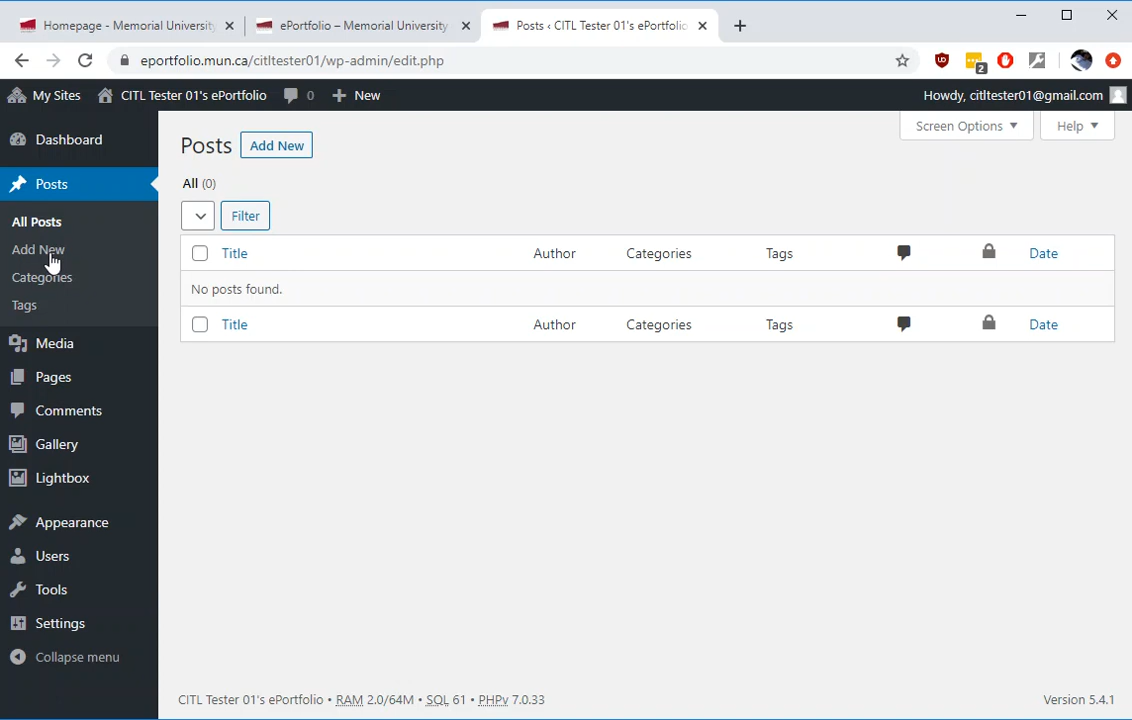 Homepage - Memorial University
ePortfolio – Memorial University
Posts ‹ CITL Tester 01's ePortfolio
eportfolio.mun.ca/citltester01/wp-admin/edit.php
2
My Sites
CITL Tester 01's ePortfolio
0
New
Howdy, citltester01@gmail.com
Dashboard
Posts
All Posts
Add New
Categories
Tags
Media
Pages
Comments
Gallery
Lightbox
Appearance
Users
Tools
Settings
Collapse menu
Screen Options
Help
Posts
Add New
All (0)
Filter
Title Author Categories Tags Date
No posts found.
Title Author Categories Tags Date
CITL Tester 01's ePortfolio • RAM 2.0/64M • SQL 61 • PHPv 7.0.33
Version 5.4.1